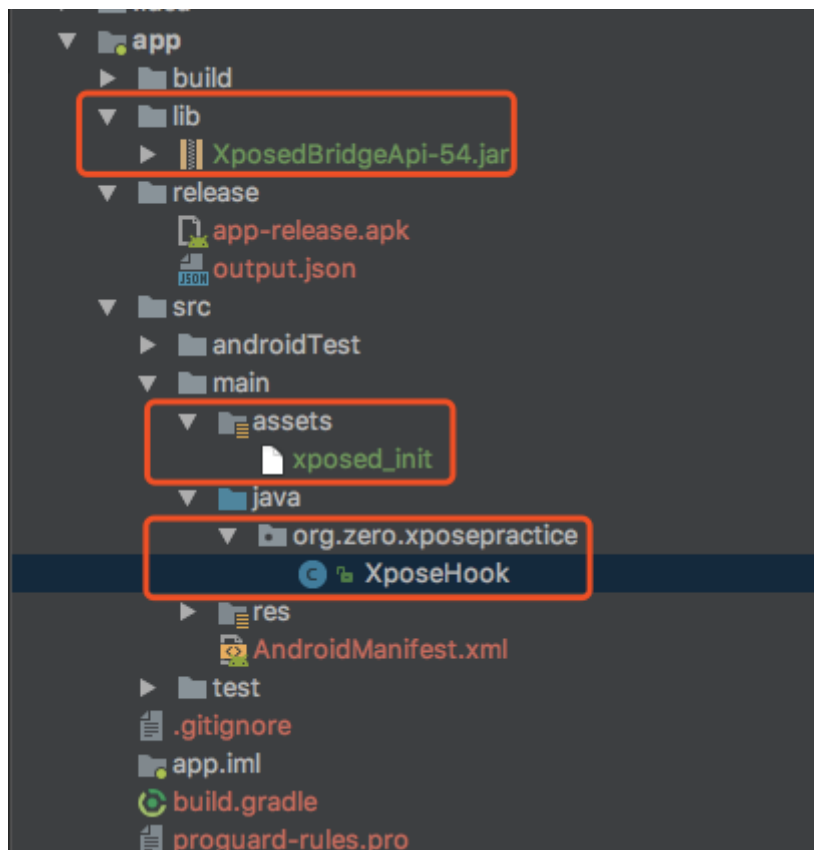 app
build
lib
XposedBridgeApi-54.jar
release
app-release.apk
JSON output.json
src
androidTest
main
assets
xposed_init
java
org.zero.xposepractice
C XposeHook
res
AndroidManifest.xml
test
.gitignore
app.iml
build.gradle
proguard-rules.pro